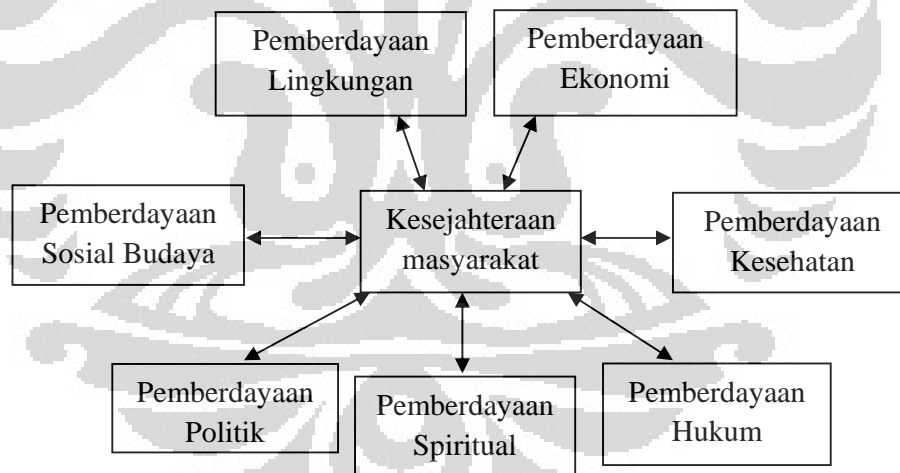 Pemberdayaan
Lingkungan
Pemberdayaan
Ekonomi
Pemberdayaan
Sosial Budaya
Kesejahteraan
masyarakat
Pemberdayaan
Kesehatan
Pemberdayaan
Politik
Pemberdayaan
Spiritual
Pemberdayaan
Hukum